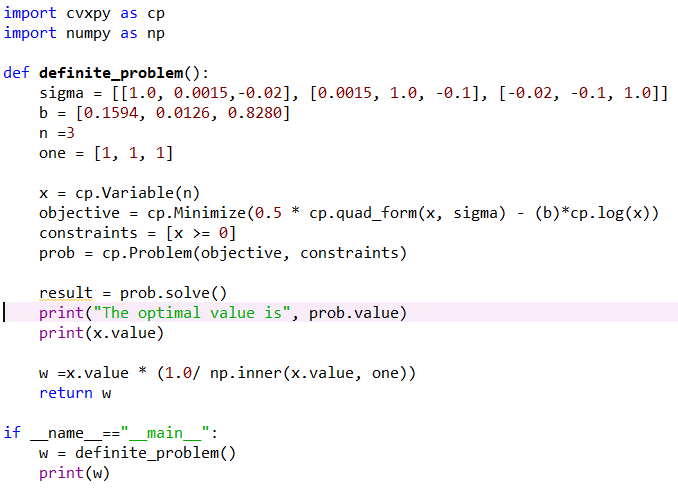 import cvxpy as cp
import numpy as np
def definite_problem():
sigma = [[1.0, 0.0015,-0.02], [0.0015, 1.0, -0.1], [-0.02, -0.1, 1.0]]
b = [0.1594, 0.0126, 0.8280]
n =3
one = [1, 1, 1]
x = cp.Variable(n)
objective = cp.Minimize(0.5 * cp.quad_form(x, sigma) - (b)*cp.log(x))
constraints = [x >= 0]
prob = cp.Problem(objective, constraints)
result = prob.solve()
print("The optimal value is", prob.value)
print(x.value)
w =x.value * (1.0/ np.inner(x.value, one))
return w
if __name__=="__main__":
w = definite_problem()
print(w)